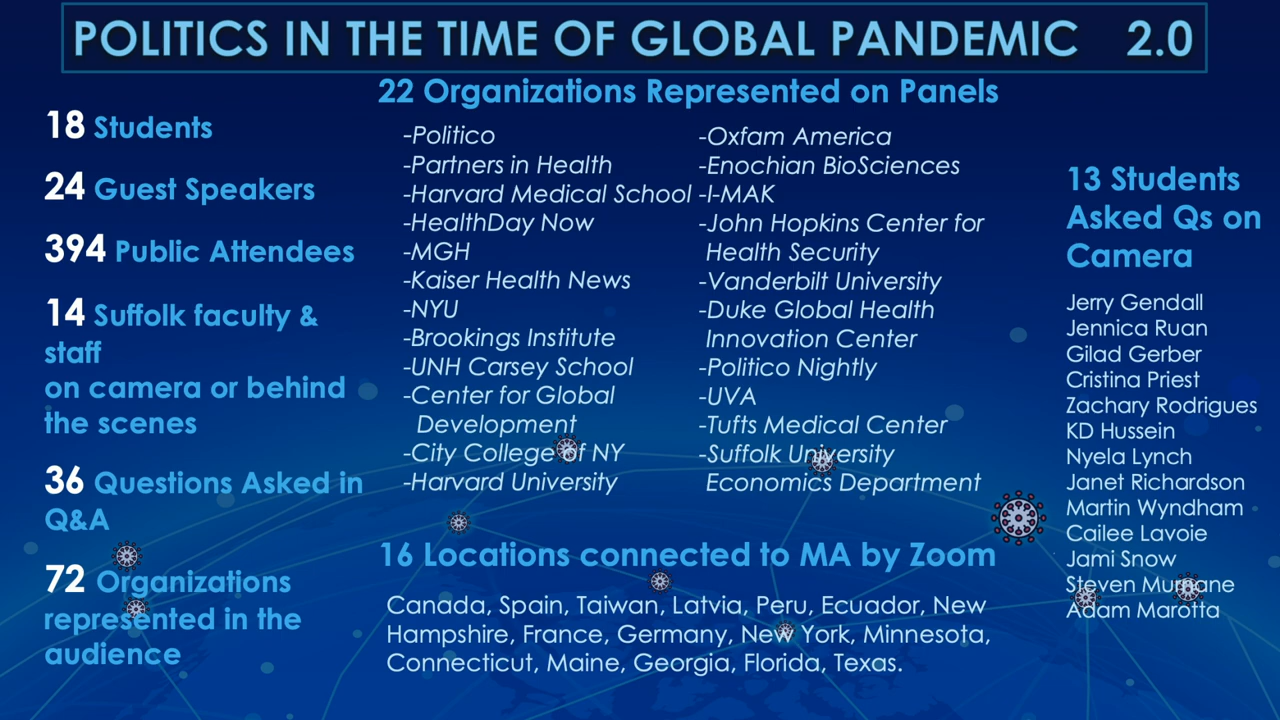 POLITICS IN THE TIME OF GLOBAL PANDEMIC 2.0
18 Students
24 Guest Speakers
394 Public Attendees
14 Suffolk faculty &
staff
on camera or behind
the scenes
36 Questions Asked in
Q&A
72 Organizations
represented in the
audience
22 Organizations Represented on Panels
-Politico
-Partners in Health
-Harvard Medical School
-HealthDay Now
-MGH
-Kaiser Health News
-NYU
-Brookings Institute
-UNH Carsey School
-Center for Global
Development
-City College of NY
-Harvard University
-Oxfam America
-Enochian BioSciences
-I-MAK
-John Hopkins Center for
Health Security
-Vanderbilt University
-Duke Global Health
Innovation Center
-Politico Nightly
-UVA
-Tufts Medical Center
-Suffolk University
Economics Department
16 Locations connected to MA by Zoom
Canada, Spain, Taiwan, Latvia, Peru, Ecuador, New
Hampshire, France, Germany, New York, Minnesota,
Connecticut, Maine, Georgia, Florida, Texas.
13 Students
Asked Qs on
Camera
Jerry Gendall
Jennica Ruan
Gilad Gerber
Cristina Priest
Zachary Rodrigues
KD Hussein
Nyela Lynch
Janet Richardson
Martin Wyndham
Cailee Lavoie
Jami Snow
Steven
Adam Marotta